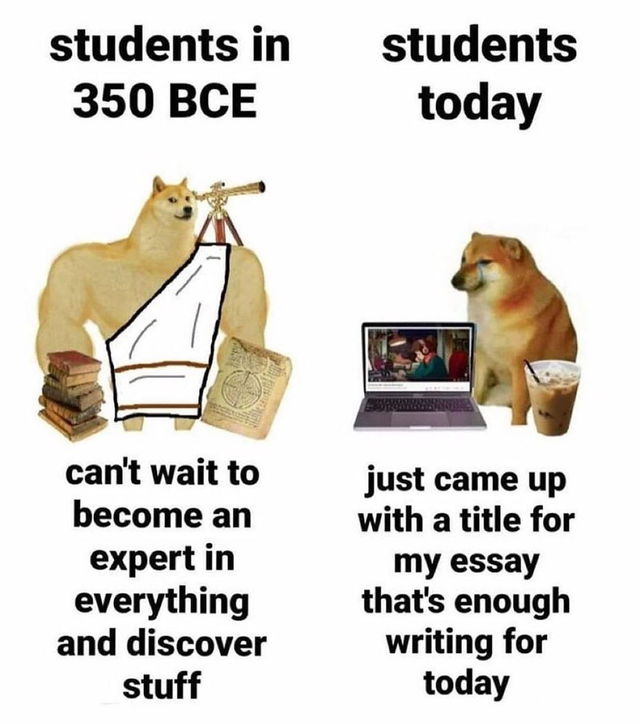 students in
350 BCE
can't wait to
become an
expert in
everything
and discover
stuff
students
today
just came up
with a title for
my essay
that's enough
writing for
today